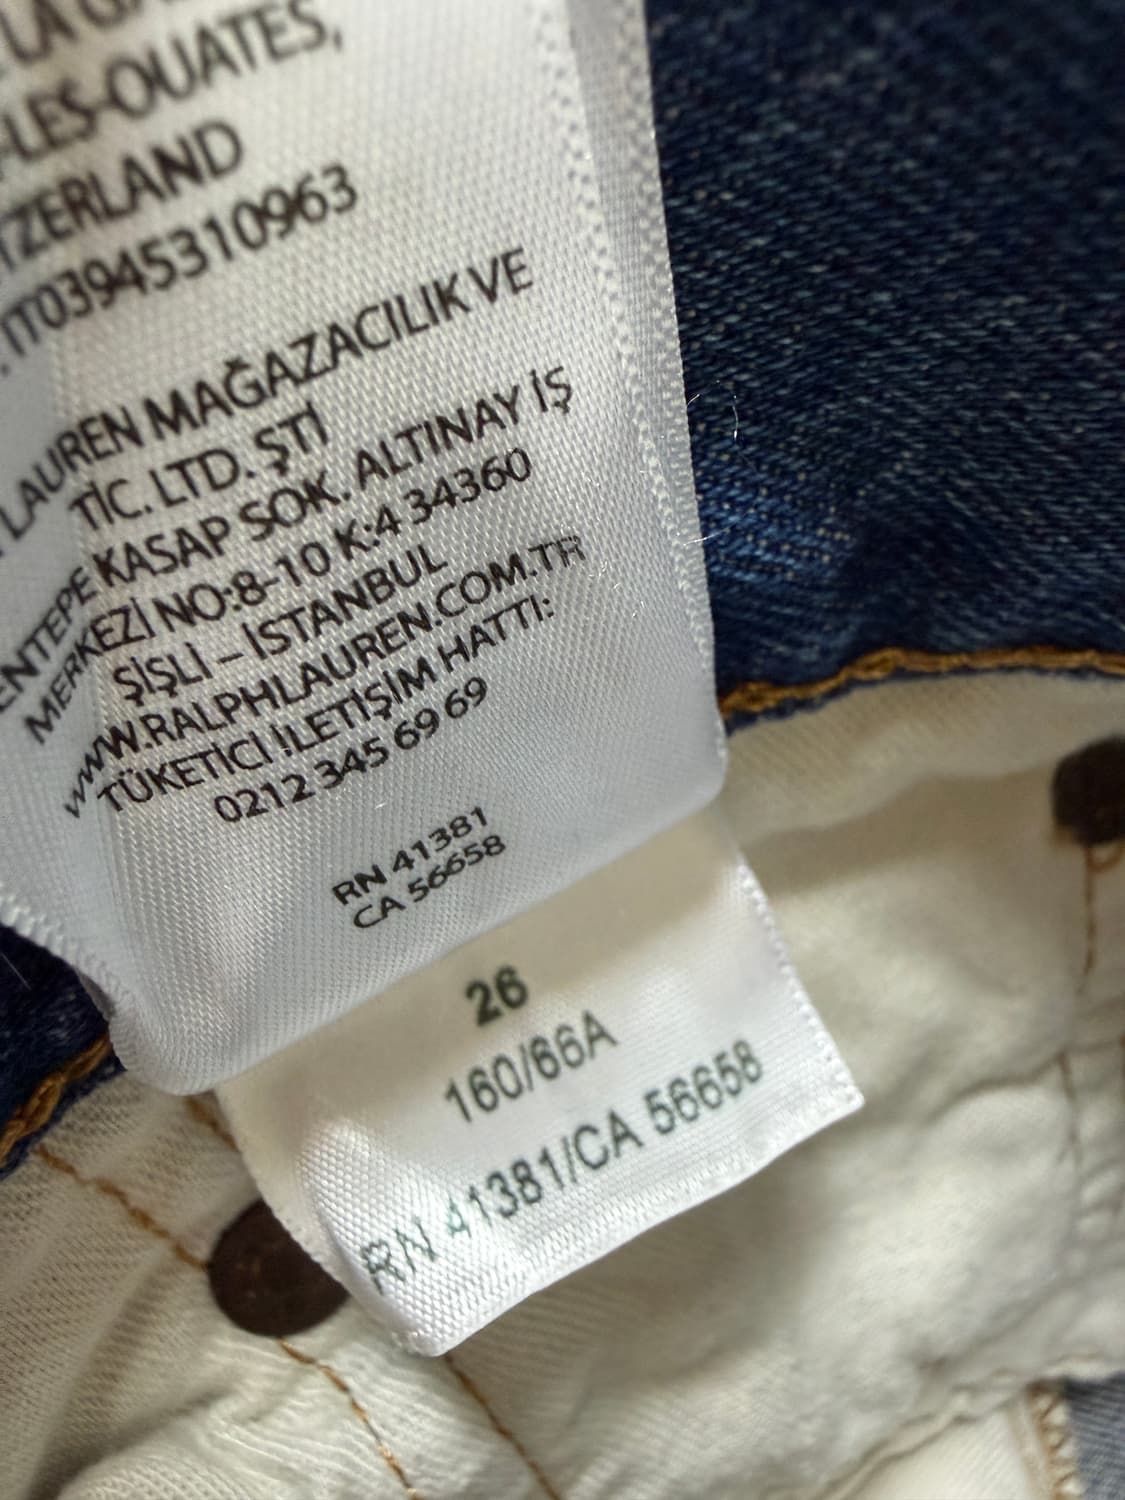 LA
-LES-OUATES,
TZERLAND
IT03945310963
LAUREN MAĞAZACILIK VE
TİC. LTD. ŞTİ
ENTEPE KASAP SOK. ALTINAY İŞ
MERKEZİ NO:8-10 K:4 34360
ŞİŞLİ – İSTANBUL
WWW.RALPHLAUREN.COM.TR
TÜKETİCİ İLETİŞİM HATTI:
0212 345 69 69
RN 41381
CA 56658
26
160/66A
RN 41381/CA 56658